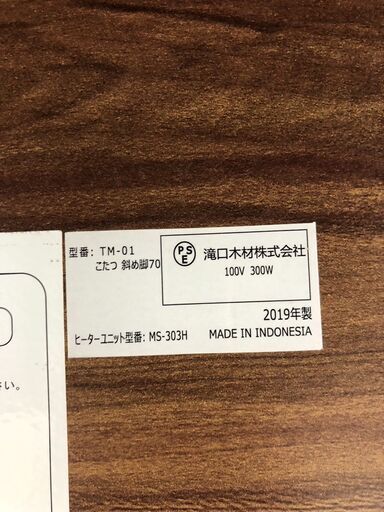 型番: TM-01
こたつ 斜め脚70
PSE
滝口木材株式会社
100V 300W
2019年製
ヒーターユニット型番: MS-303H
MADE IN INDONESIA
さい。